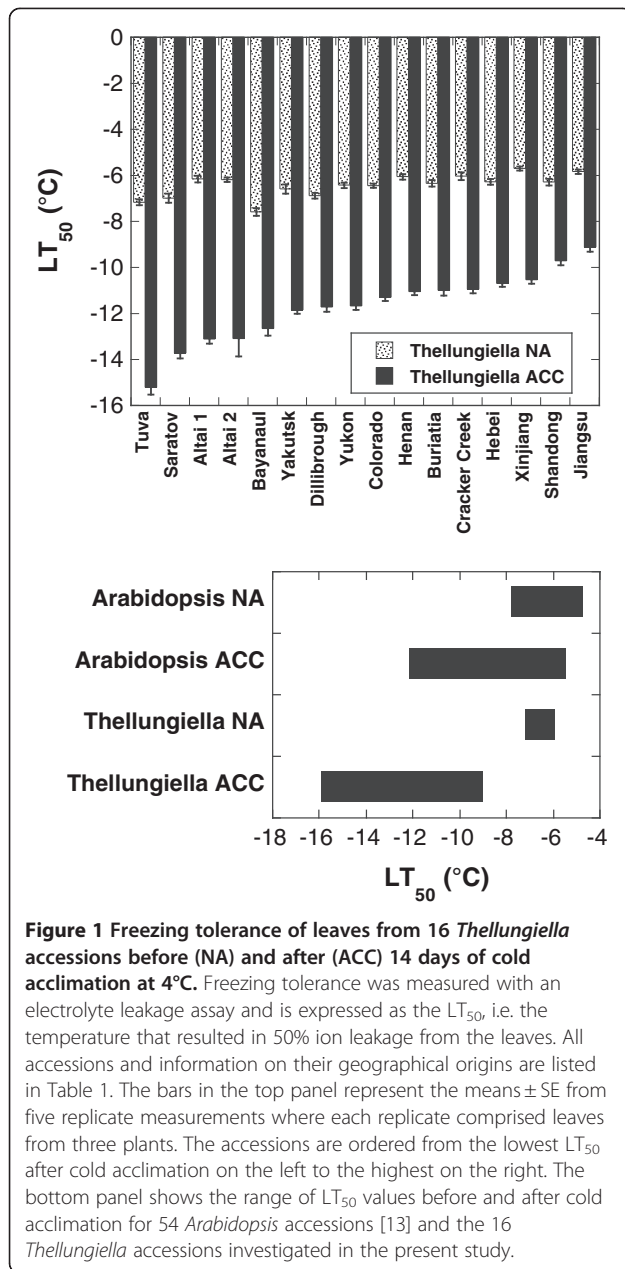 0
-2
-4
-6
-8
-10
-12
-14
-16
LT50 (°C)
Thellungiella NA
Thellungiella ACC
Tuva
Saratov
Altai 1
Altai 2
Bayanaul
Yakutsk
Dillibrough
Yukon
Colorado
Henan
Buriatia
Cracker Creek
Hebei
Xinjiang
Shandong
Jiangsu
Arabidopsis NA
Arabidopsis ACC
Thellungiella NA
Thellungiella ACC
-18 -16 -14 -12 -10 -8 -6 -4
LT50 (°C)
Figure 1 Freezing tolerance of leaves from 16 Thellungiella
accessions before (NA) and after (ACC) 14 days of cold
acclimation at 4°C. Freezing tolerance was measured with an
electrolyte leakage assay and is expressed as the LT50, i.e. the
temperature that resulted in 50% ion leakage from the leaves. All
accessions and information on their geographical origins are listed
in Table 1. The bars in the top panel represent the means ± SE from
five replicate measurements where each replicate comprised leaves
from three plants. The accessions are ordered from the lowest LT50
after cold acclimation on the left to the highest on the right. The
bottom panel shows the range of LT50 values before and after cold
acclimation for 54 Arabidopsis accessions [13] and the 16
Thellungiella accessions investigated in the present study.